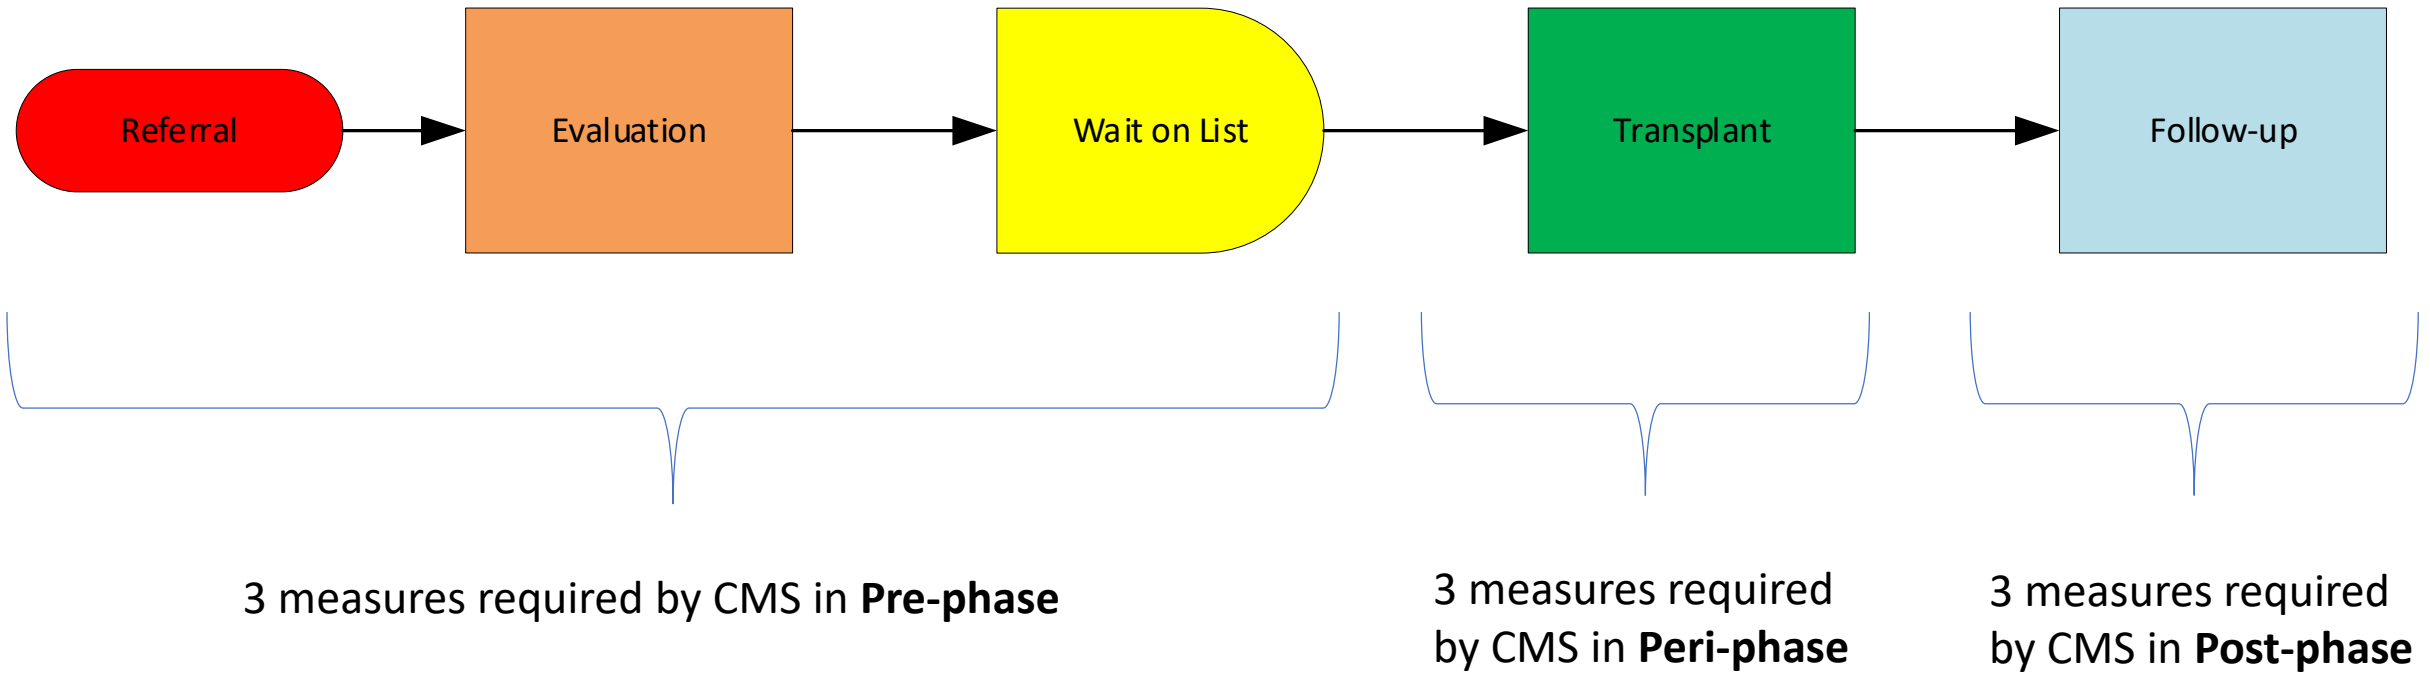 Referral
Evaluation
Wait on List
Transplant
Follow-up
3 measures required by CMS in Pre-phase
3 measures required
by CMS in Peri-phase
3 measures required
by CMS in Post-phase